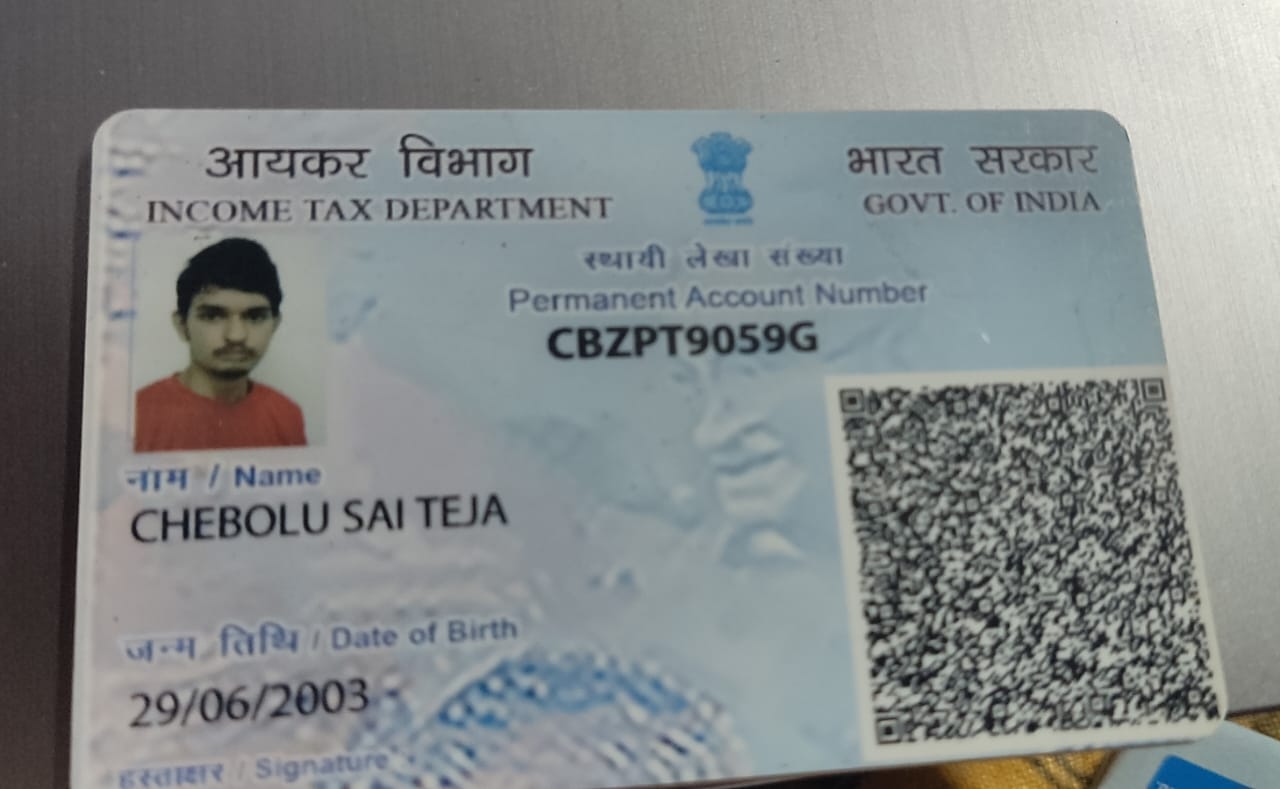 आयकर विभाग
INCOME TAX DEPARTMENT
भारत सरकार
GOVT. OF INDIA
स्थायी लेखा संख्या
Permanent Account Number
CBZPT9059G
नाम / Name
CHEBOLU SAI TEJA
जन्म तिथि / Date of Birth
29/06/2003
हस्ताक्षर / Signature